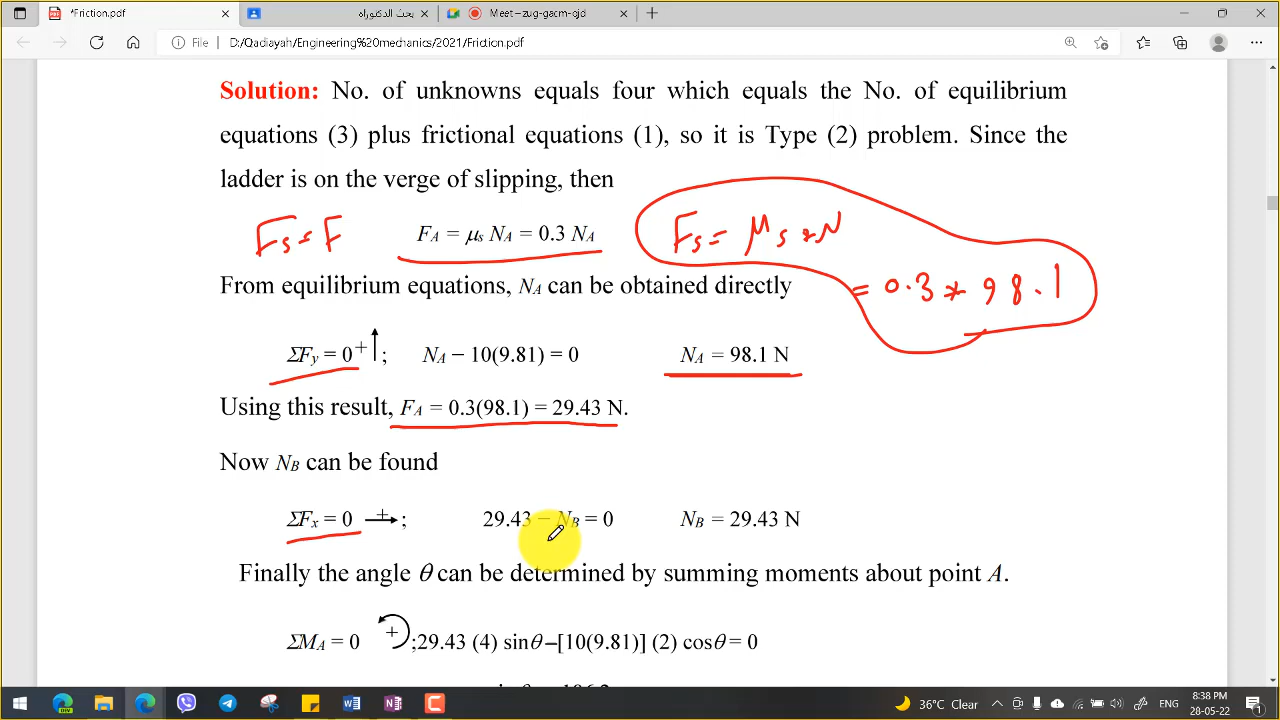 *Friction.pdf
بحث الدكتوراه
Meet-zug-gacm-qjd
File
D:/Qadiayah/Engineering%20mechanics/2021/Friction.pdf
Solution: No. of unknowns equals four which equals the No. of equilibrium
equations (3) plus frictional equations (1), so it is Type (2) problem. Since the
ladder is on the verge of slipping, then
Fs = F
FA = μs NA = 0.3 NA
Fs = μs * N
= 0.3 * 98.1
From equilibrium equations, NA can be obtained directly
ΣFy = 0 + ; NA − 10(9.81) = 0 NA = 98.1 N
Using this result, FA = 0.3(98.1) = 29.43 N.
Now NB can be found
ΣFx = 0 + ; 29.43 − NB = 0 NB = 29.43 N
Finally the angle θ can be determined by summing moments about point A.
ΣMA = 0 + ;29.43 (4) sinθ−[10(9.81)] (2) cosθ = 0
36°C Clear
ENG
8:38 PM
28-05-22